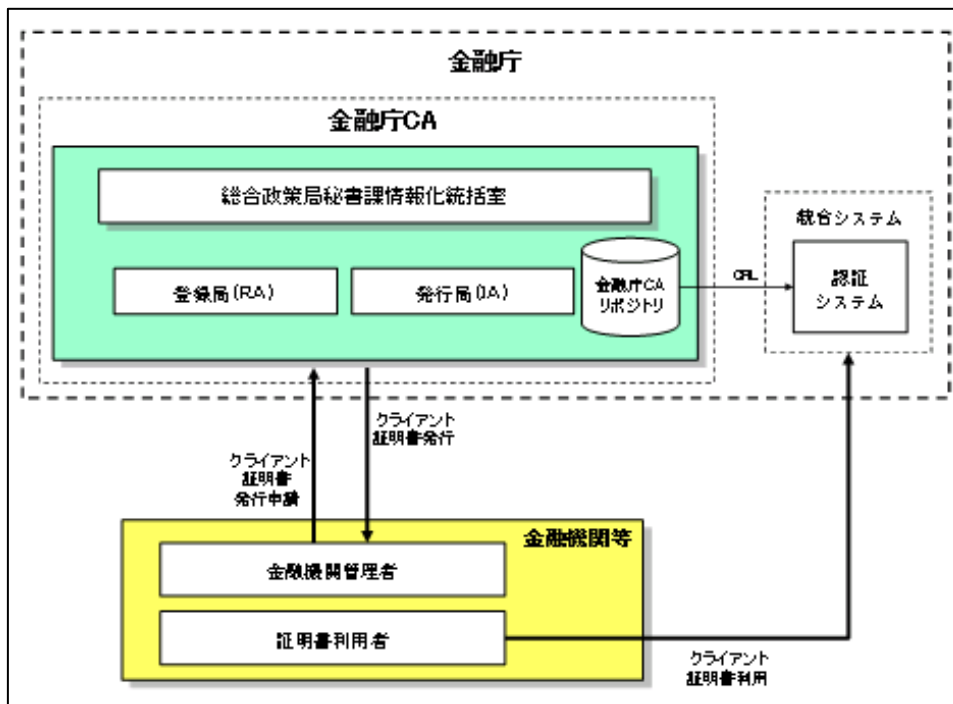 金融庁
金融庁CA
総合政策局秘書課情報化統括室
登録局(RA)
発行局(IA)
金融庁CA
リポジトリ
CRL
統合システム
認証
システム
クライアント
証明書発行
クライアント
証明書
発行申請
金融機関等
金融機関管理者
証明書利用者
クライアント
証明書利用